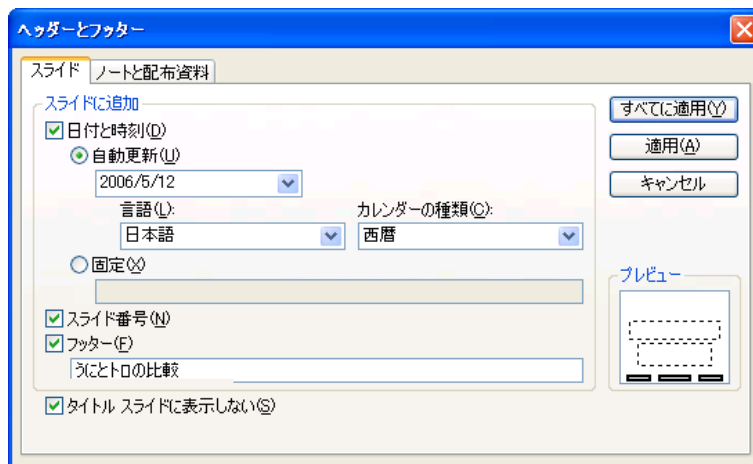 ヘッダーとフッター
スライド
ノートと配布資料
スライドに追加
日付と時刻(D)
自動更新(U)
2006/5/12
言語(L):
カレンダーの種類(C):
日本語
西暦
固定(X)
スライド番号(N)
フッター(F)
うにとトロの比較
タイトル スライドに表示しない(S)
すべてに適用(Y)
適用(A)
キャンセル
プレビュー